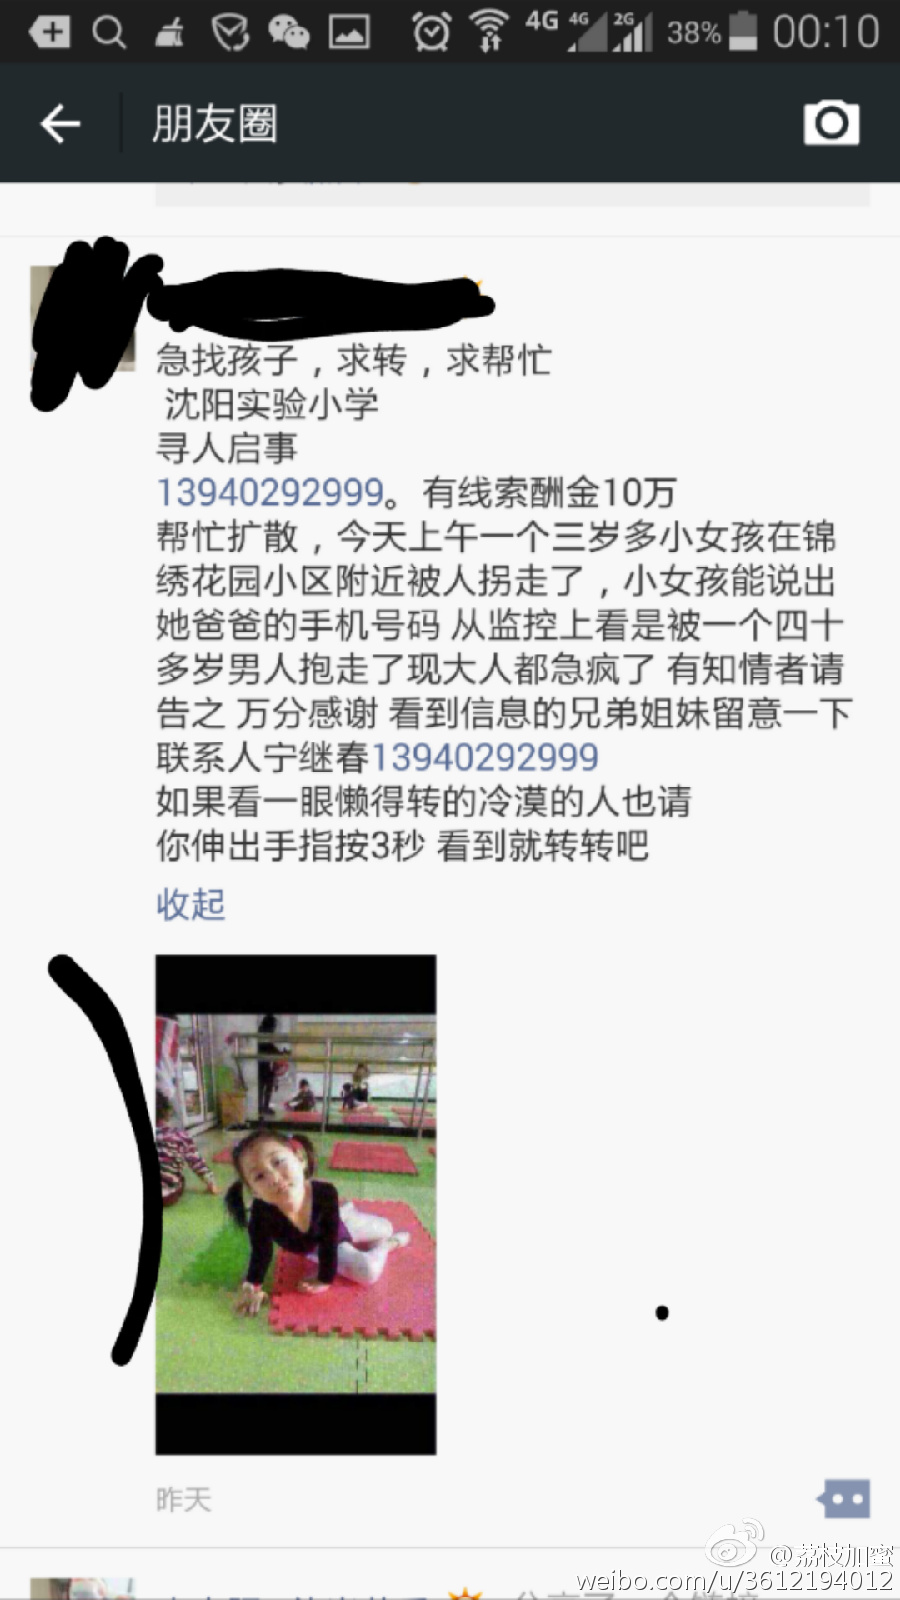 4G 4G 2G 38% 00:10
朋友圈
急找孩子，求转，求帮忙
沈阳实验小学
寻人启事
13940292999。有线索酬金10万
帮忙扩散，今天上午一个三岁多小女孩在锦
绣花园小区附近被人拐走了，小女孩能说出
她爸爸的手机号码 从监控上看是被一个四十
多岁男人抱走了现大人都急疯了 有知情者请
告之 万分感谢 看到信息的兄弟姐妹留意一下
联系人宁继春13940292999
如果看一眼懒得转的冷漠的人也请
你伸出手指按3秒 看到就转转吧
收起
昨天
@荔枝加蜜
weibo.com/u/3612194012